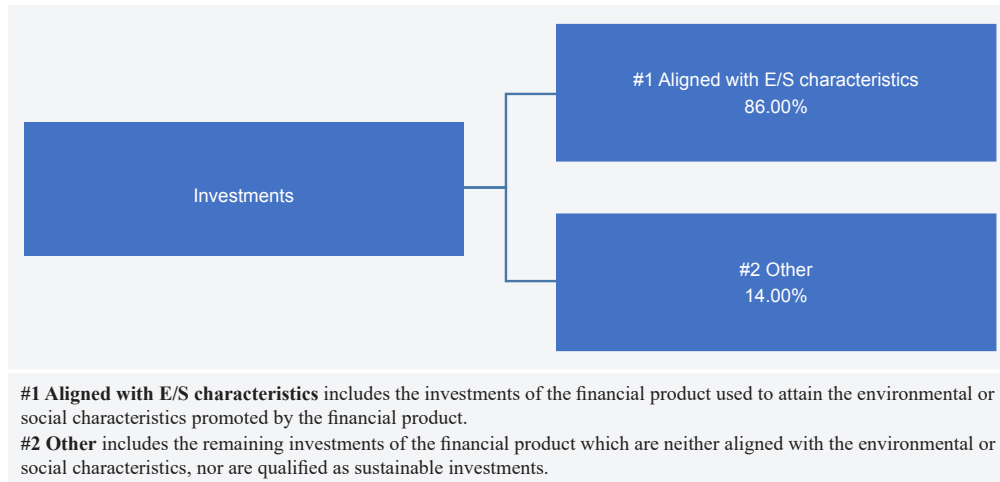 #1 Aligned with E/S characteristics
86.00%
Investments
#2 Other
14.00%
#1 Aligned with E/S characteristics includes the investments of the financial product used to attain the environmental or
social characteristics promoted by the financial product.
#2 Other includes the remaining investments of the financial product which are neither aligned with the environmental or
social characteristics, nor are qualified as sustainable investments.